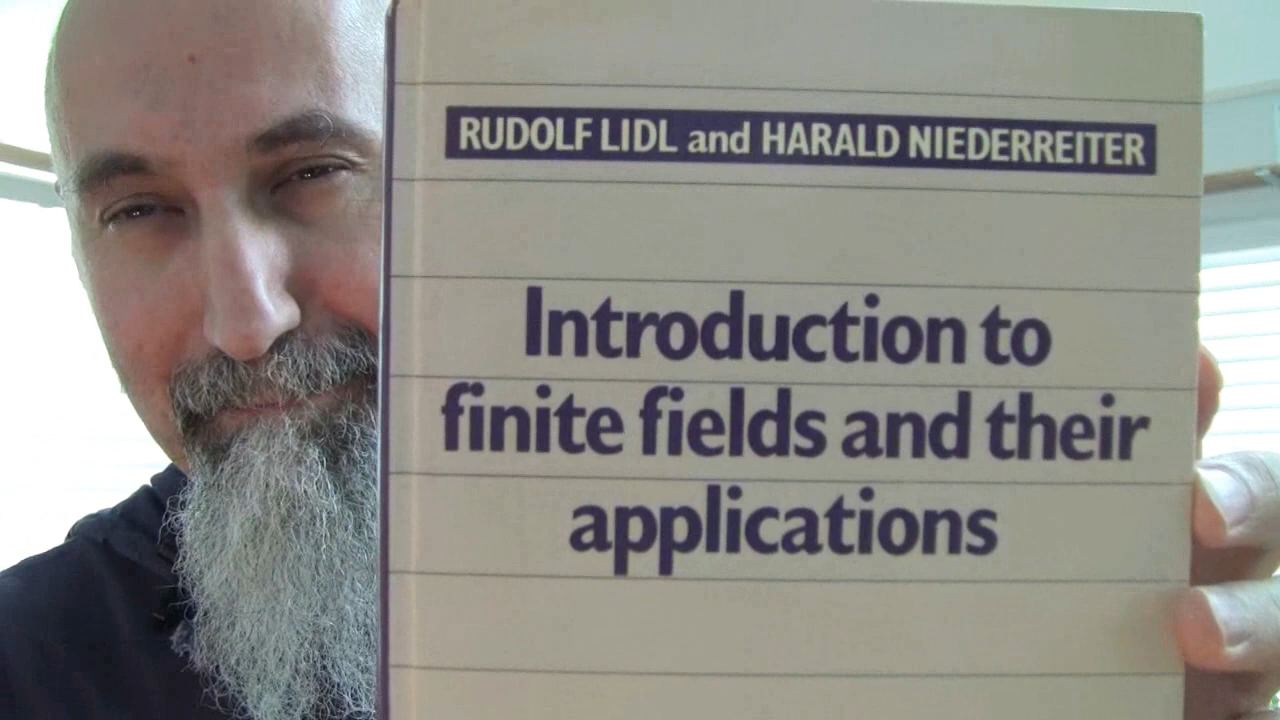 RUDOLF LIDL and HARALD NIEDERREITER
Introduction to
finite fields and their
applications